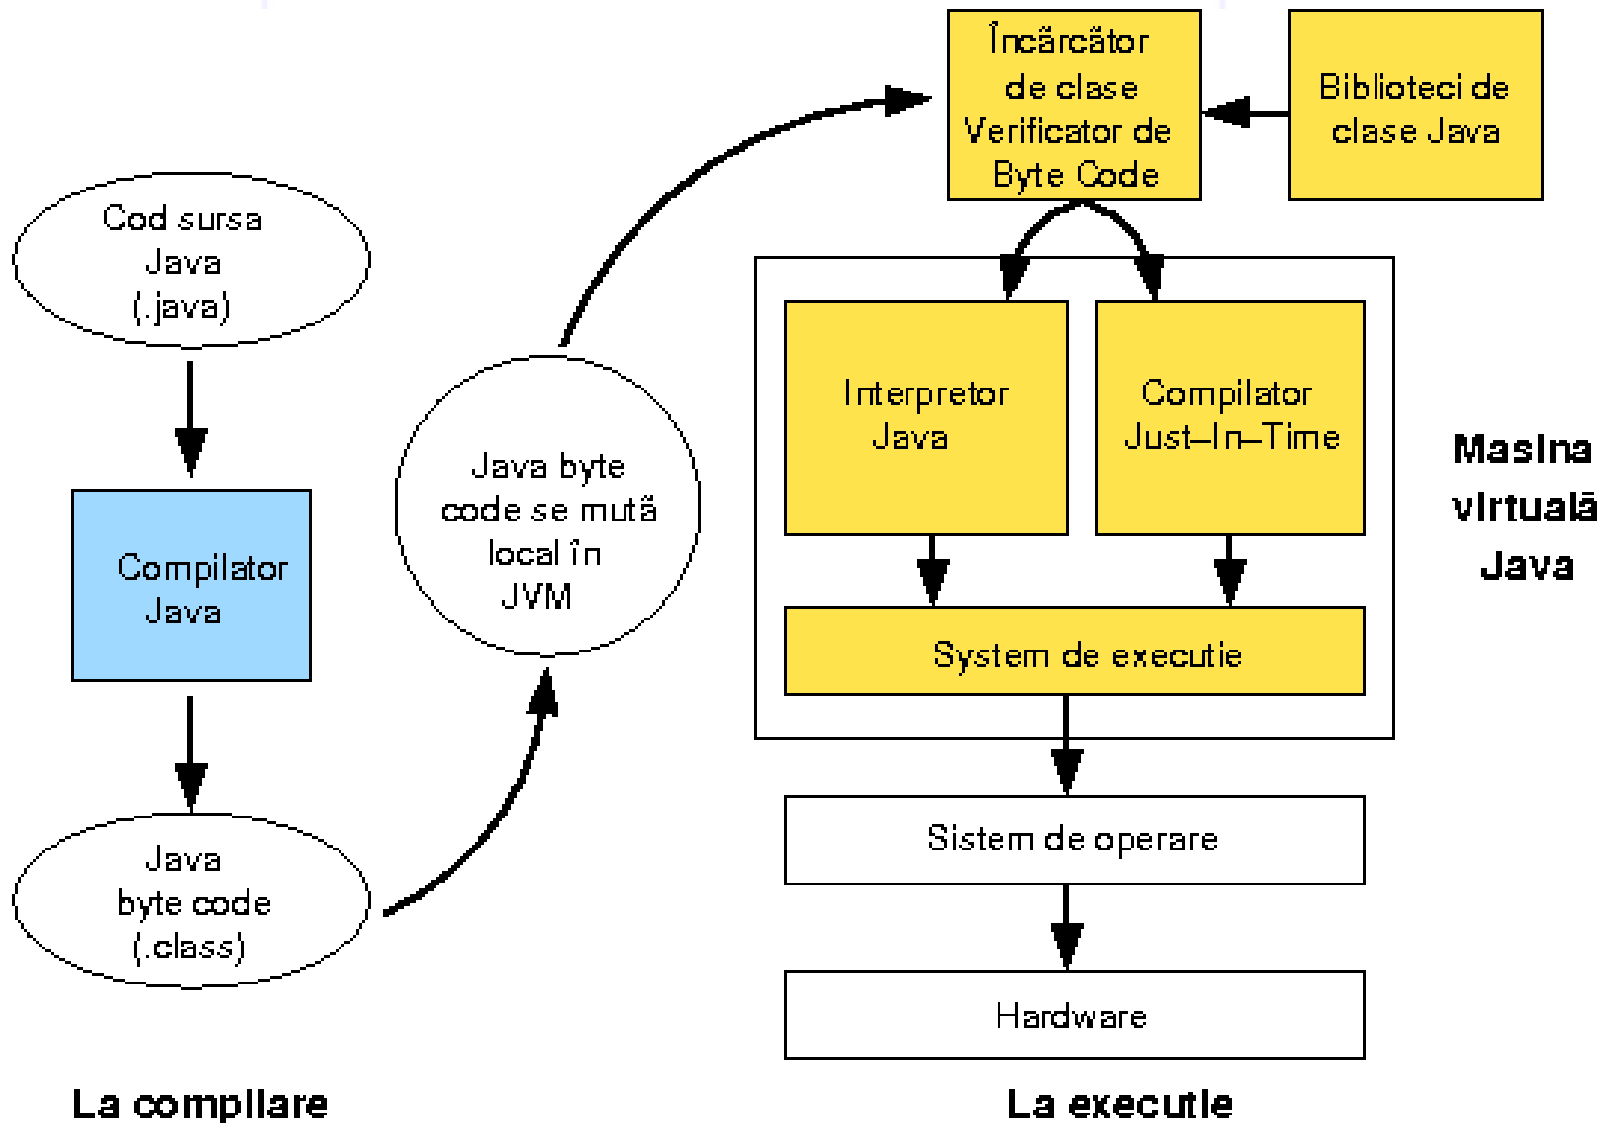 Cod sursa
Java
(.java)
Compilator
Java
Java
byte code
(.class)
La compilare
Java byte
code se mută
local în
JVM
Încărcător
de clase
Verificator de
Byte Code
Biblioteci de
clase Java
Interpretor
Java
Compilator
Just–In–Time
System de executie
Masina
virtuală
Java
Sistem de operare
Hardware
La executie